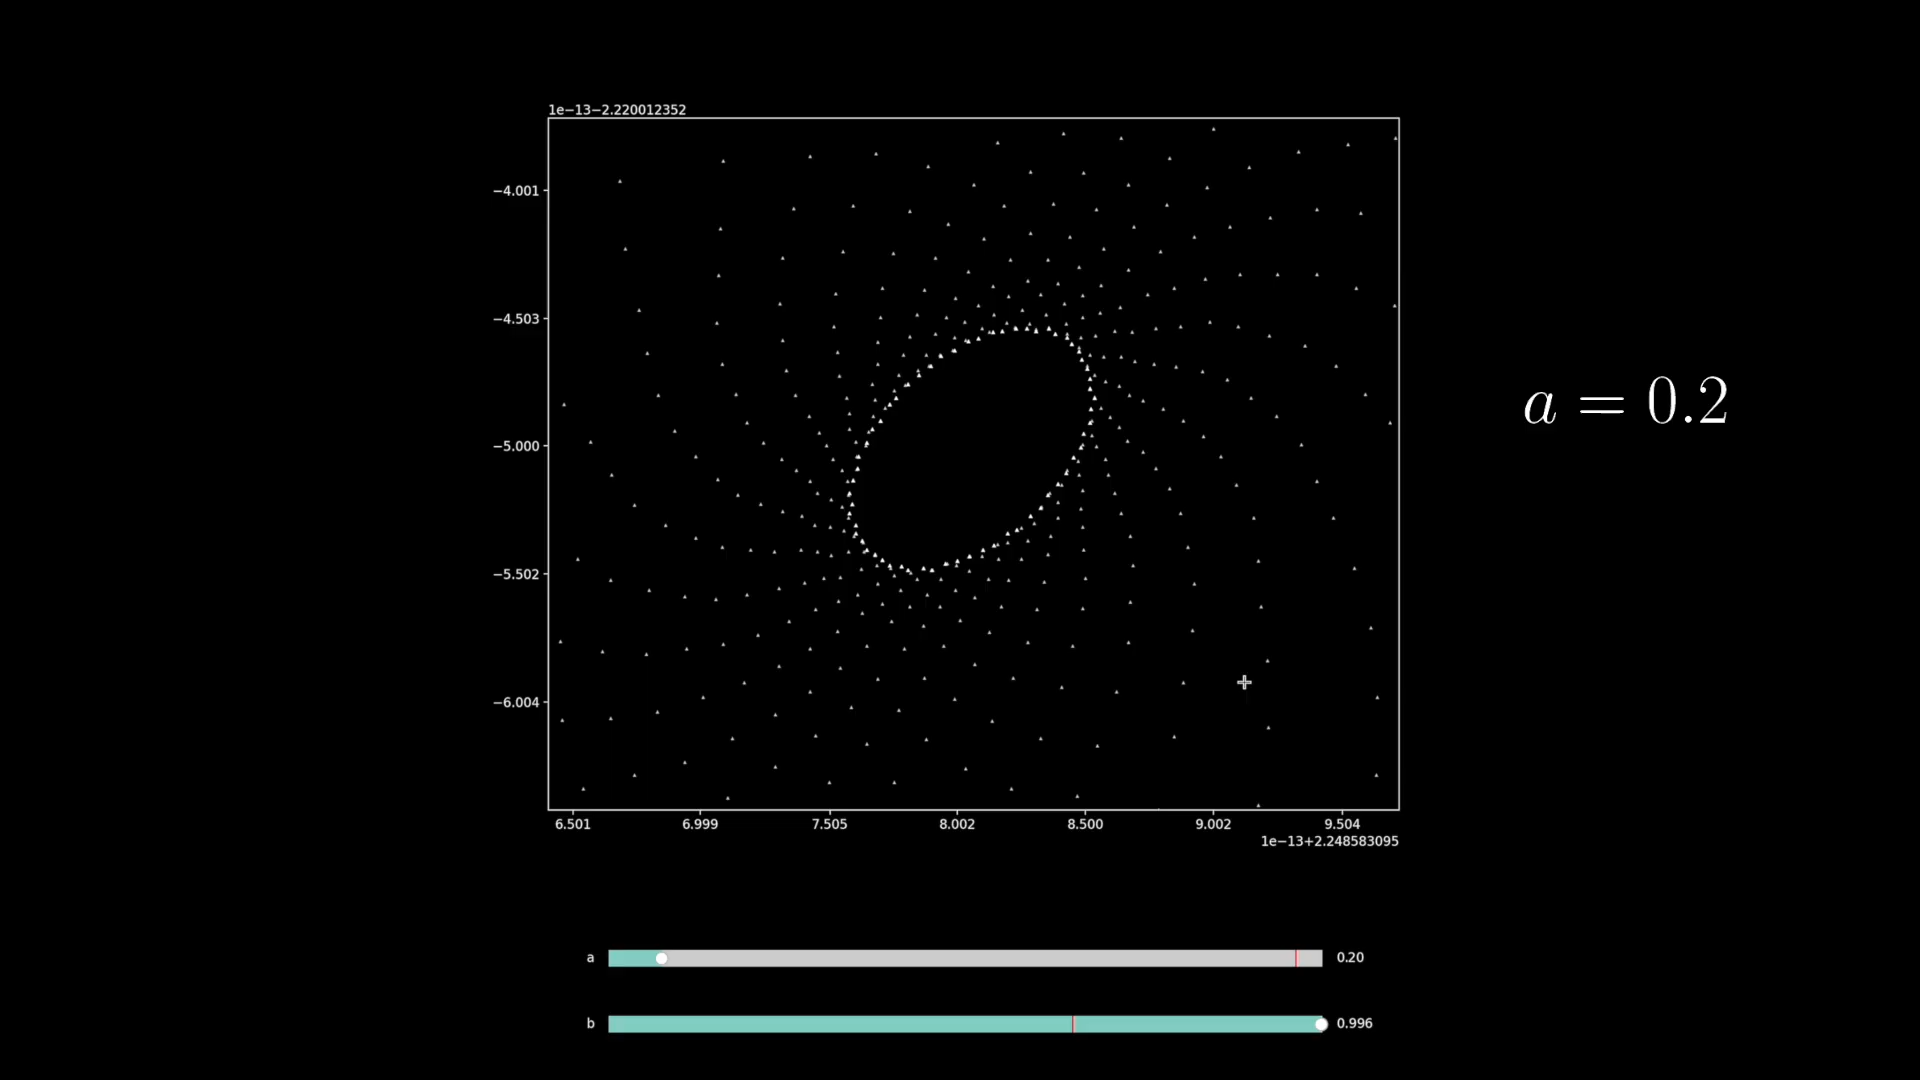 1e−13−2.220012352
−4.001
−4.503
−5.000
−5.502
−6.004
6.501 6.999 7.505 8.002 8.500 9.002 9.504
1e−13+2.248583095
a = 0.2
a 0.20
b 0.996